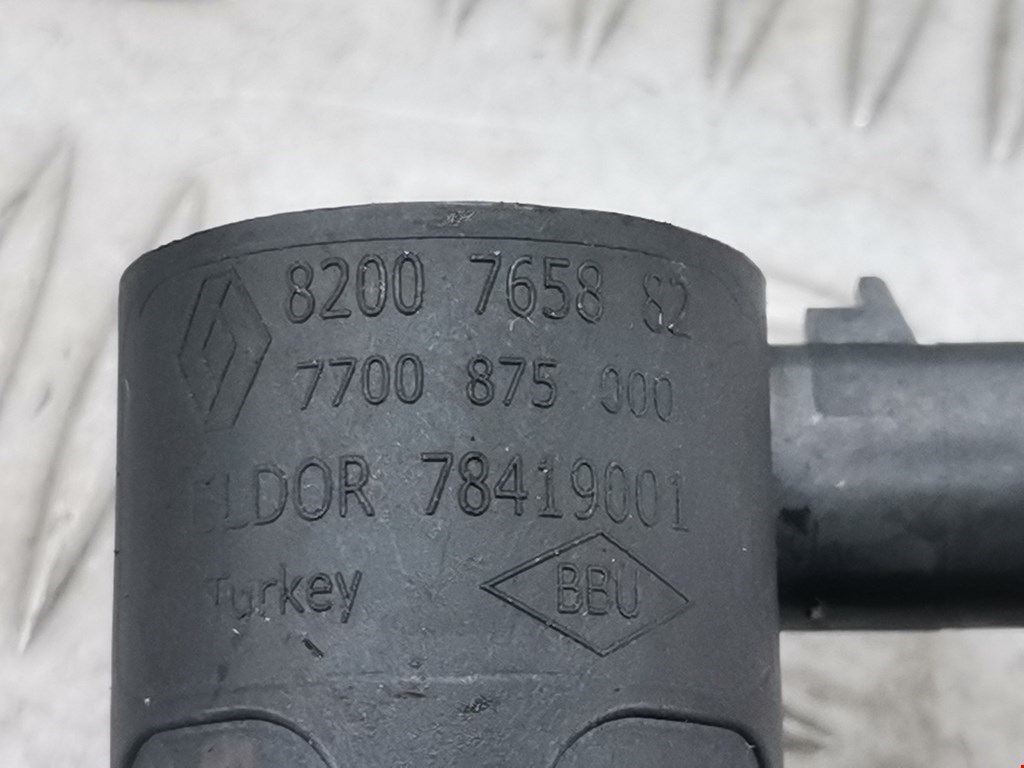 8200 7658 82
7700 875 000
ELDOR 78419001
Turkey
BBU